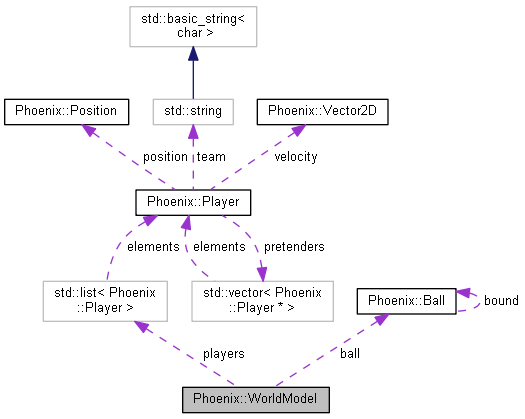 std::basic_string<
char >
Phoenix::Position
std::string
Phoenix::Vector2D
position
team
velocity
Phoenix::Player
elements
elements
pretenders
std::list< Phoenix
::Player >
std::vector< Phoenix
::Player * >
Phoenix::Ball
bound
players
ball
Phoenix::WorldModel